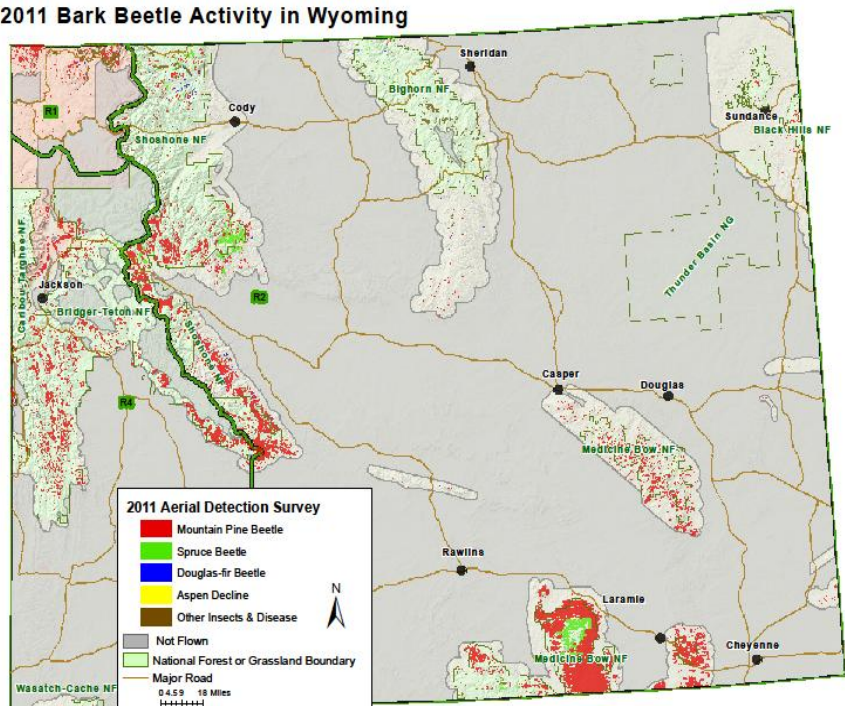 2011 Bark Beetle Activity in Wyoming
Sheridan
Bighorn NF
R1
Cody
Sundance
Black Hills NF
Shoshone NF
Caribou-Targhee NF
Thunder Basin NG
Jackson
R2
Bridger-Teton NF
Shoshone NF
Casper
Douglas
R4
Medicine Bow NF
2011 Aerial Detection Survey
Mountain Pine Beetle
Spruce Beetle
Douglas-fir Beetle
Aspen Decline
Other Insects & Disease
N
Not Flown
National Forest or Grassland Boundary
Major Road
0 4.5 9 18 Miles
Rawlins
Laramie
Cheyenne
Medicine Bow NF
Wasatch-Cache NF